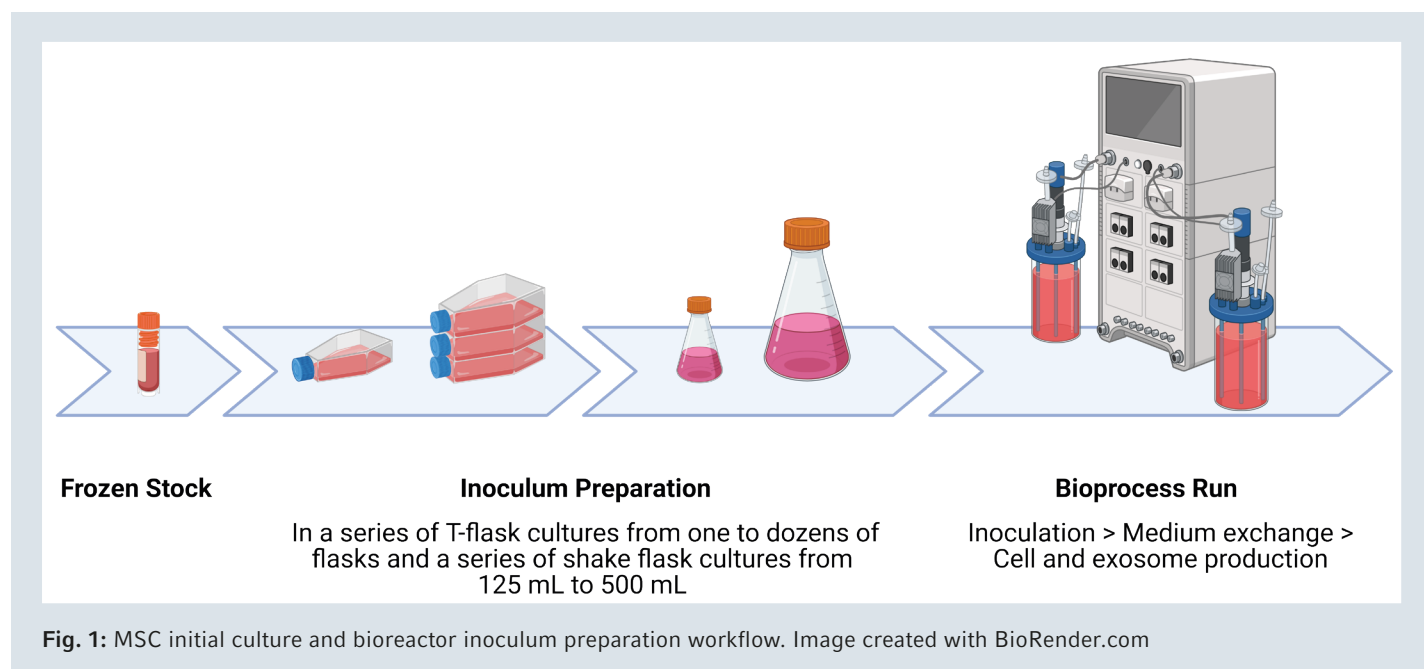 Frozen Stock
Inoculum Preparation
In a series of T-flask cultures from one to dozens of
flasks and a series of shake flask cultures from
125 mL to 500 mL
Bioprocess Run
Inoculation > Medium exchange >
Cell and exosome production
Fig. 1: MSC initial culture and bioreactor inoculum preparation workflow. Image created with BioRender.com